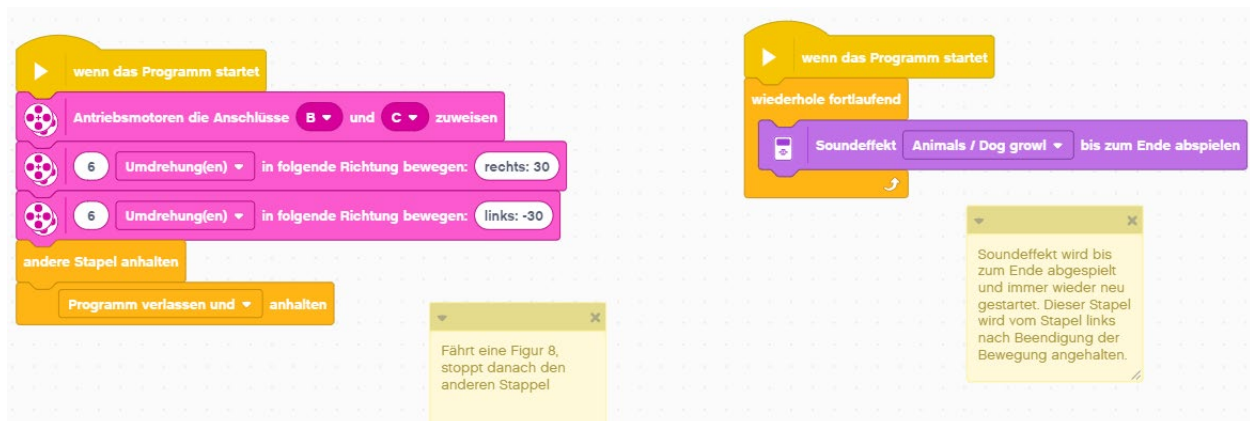 wenn das Programm startet
Antriebsmotoren die Anschlüsse B und C zuweisen
6 Umdrehung(en) in folgende Richtung bewegen: rechts: 30
6 Umdrehung(en) in folgende Richtung bewegen: links: -30
andere Stapel anhalten
Programm verlassen und anhalten
Fährt eine Figur 8,
stoppt danach den
anderen Stappel
wenn das Programm startet
wiederhole fortlaufend
Soundeffekt Animals / Dog growl bis zum Ende abspielen
Soundeffekt wird bis
zum Ende abgespielt
und immer wieder neu
gestartet. Dieser Stapel
wird vom Stapel links
nach Beendigung der
Bewegung angehalten.